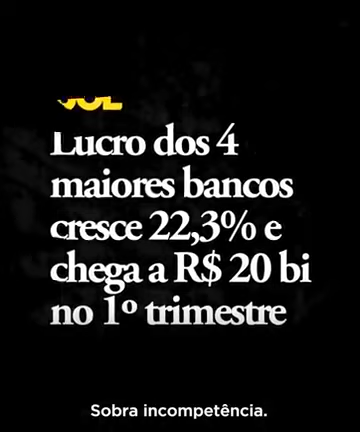 Lucro dos 4
maiores bancos
cresce 22,3% e
chega a R$ 20 bi
no 1º trimestre
Sobra incompetência.